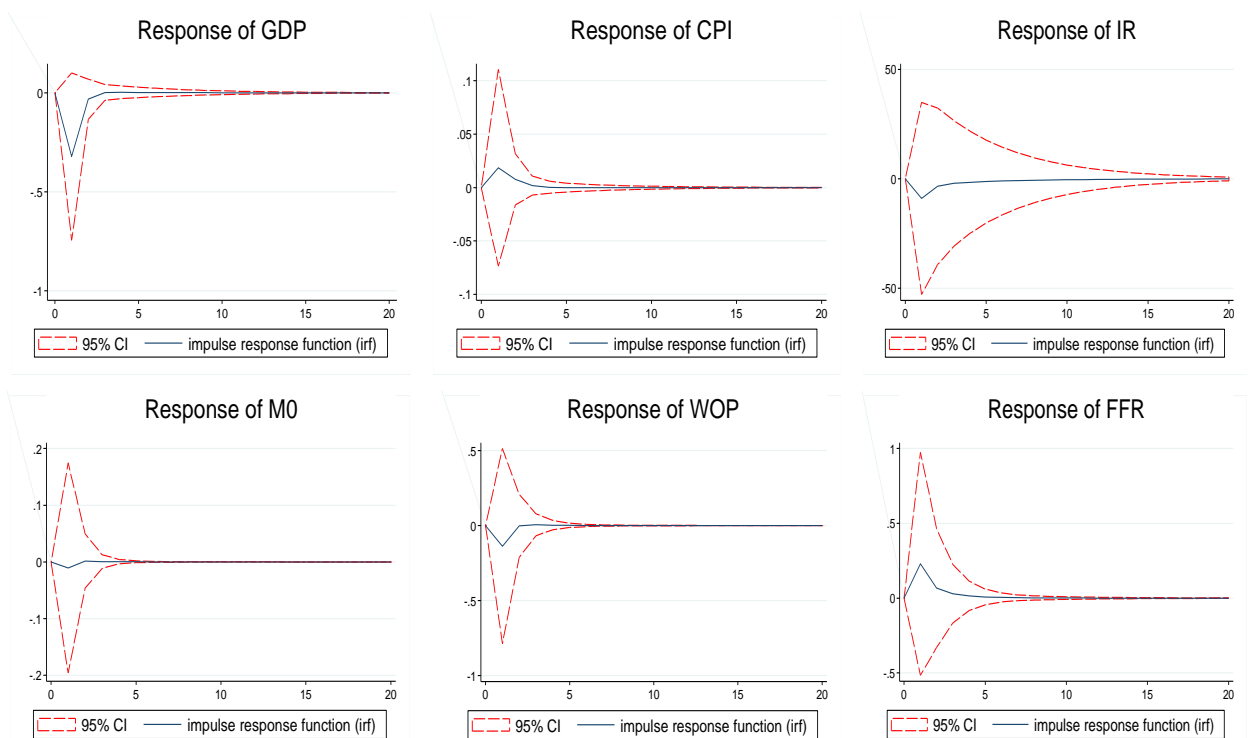 Response of GDP
0
-.5
-1
0 5 10 15 20
95% CI impulse response function (irf)
Response of CPI
.1
.05
0
-.05
-.1
0 5 10 15 20
95% CI impulse response function (irf)
Response of IR
50
0
-50
0 5 10 15 20
95% CI impulse response function (irf)
Response of M0
.2
.1
0
-.1
-.2
0 5 10 15 20
95% CI impulse response function (irf)
Response of WOP
.5
0
-.5
-1
0 5 10 15 20
95% CI impulse response function (irf)
Response of FFR
1
.5
0
-.5
0 5 10 15 20
95% CI impulse response function (irf)